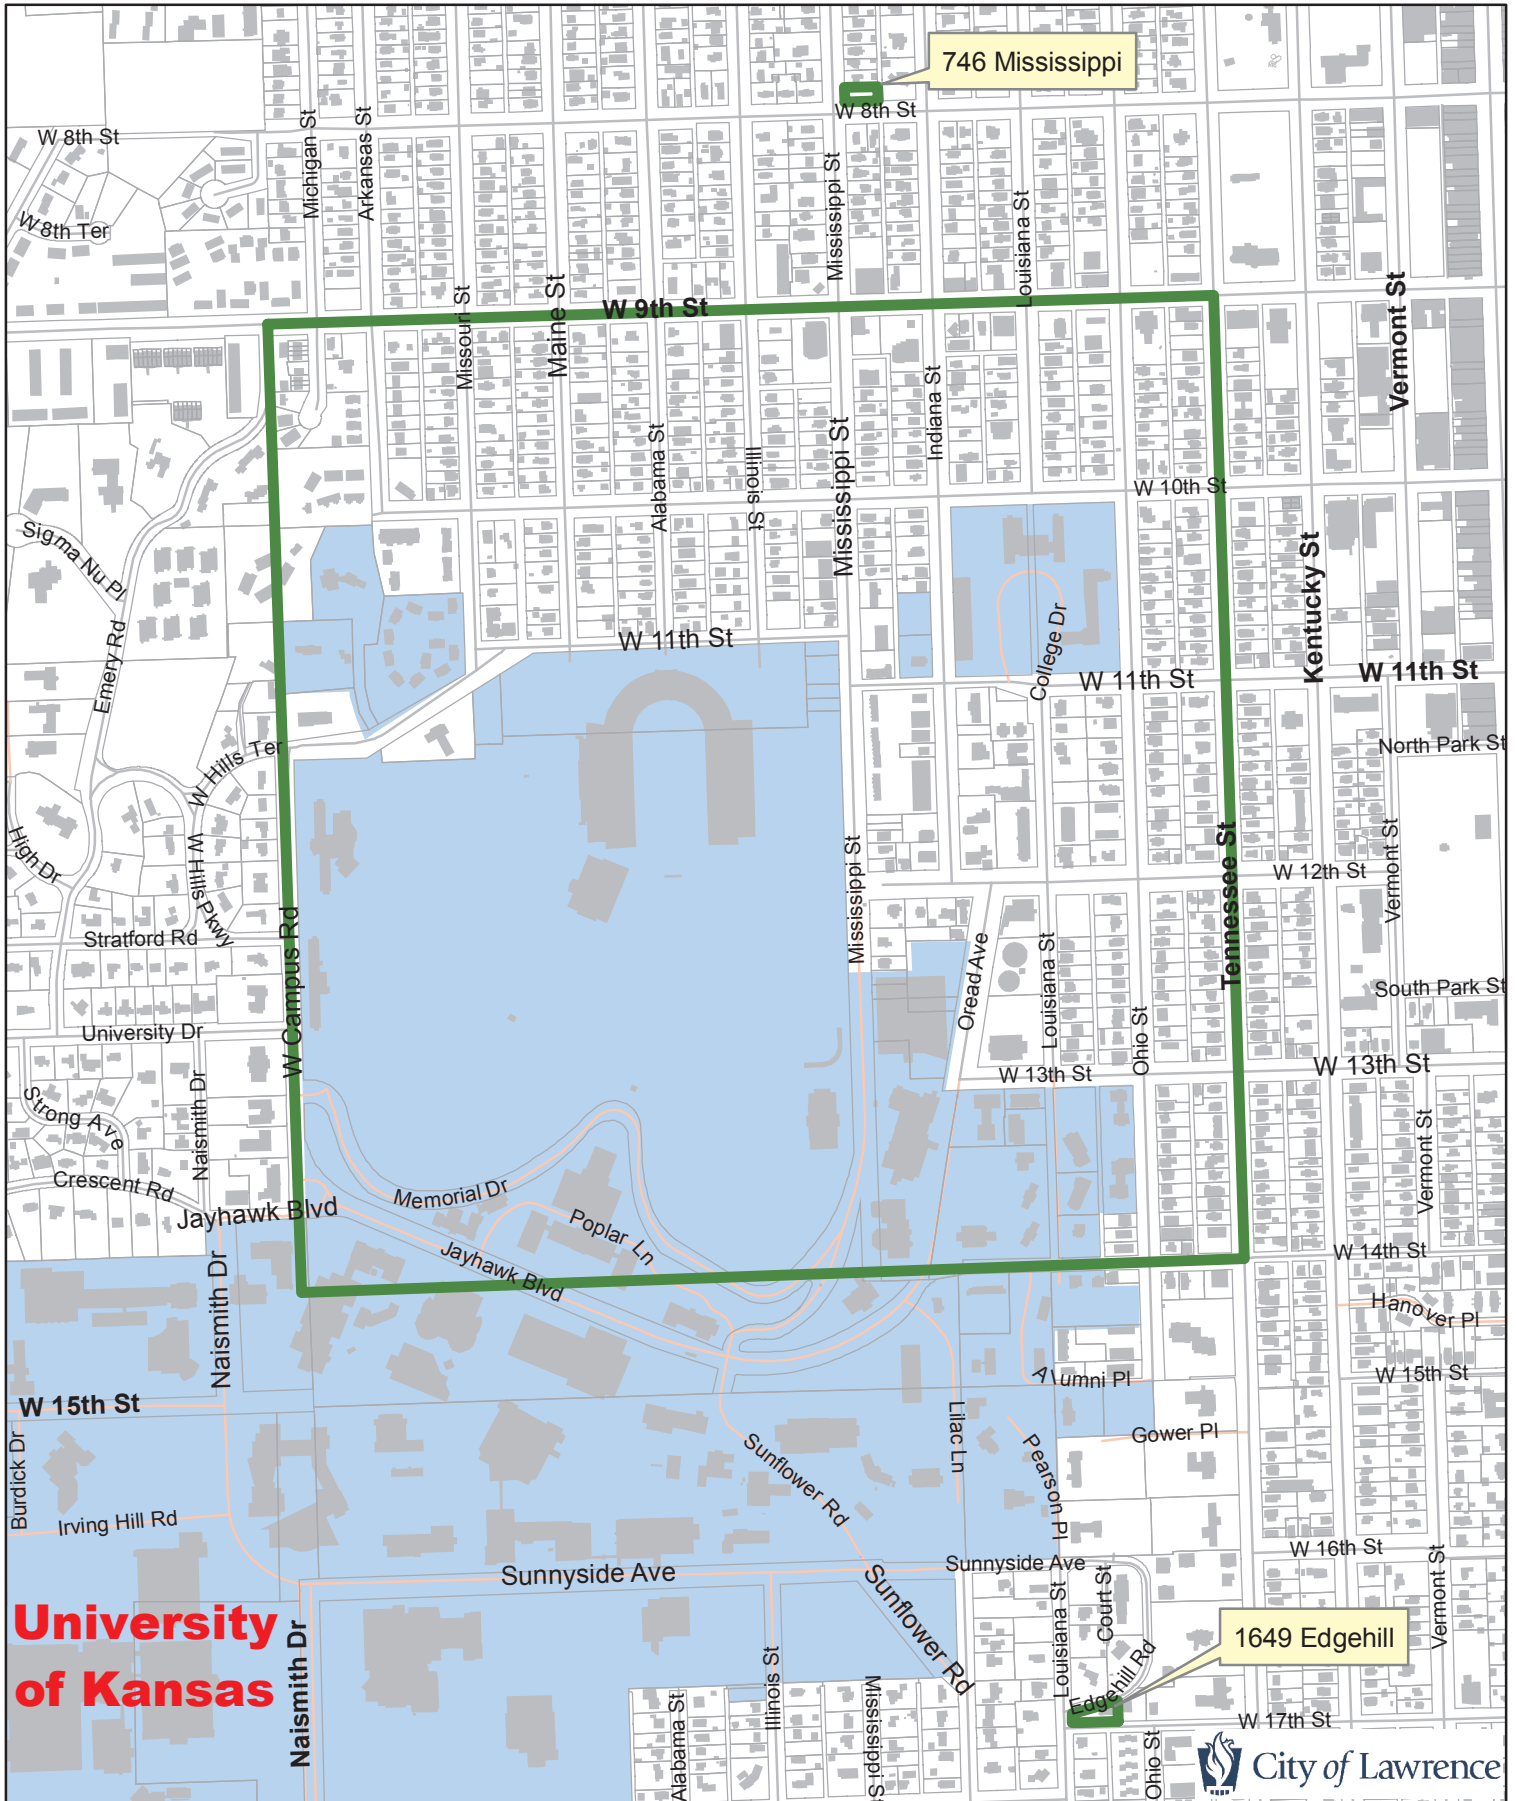 746 Mississippi
W 8th St
W 8th St
Michigan St
Arkansas St
Mississippi St
Louisiana St
W 8th Ter
Missouri St
Maine St
W 9th St
Vermont St
Alabama St
Illinois St
Mississippi St
Indiana St
W 10th St
Sigma Nu Pl
Emery Rd
Kentucky St
College Dr
W 11th St
W 11th St
W 11th St
North Park St
W Hills Ter
High Dr
W Hills Pkwy
Stratford Rd
W Campus Rd
Mississippi St
Tennessee St
W 12th St
Vermont St
Oread Ave
Louisiana St
Ohio St
South Park St
University Dr
W 13th St
W 13th St
Strong Ave
Naismith Dr
Crescent Rd
Jayhawk Blvd
Memorial Dr
Poplar Ln
Jayhawk Blvd
Vermont St
W 14th St
Hanover Pl
Naismith Dr
W 15th St
Alumni Pl
W 15th St
Burdick Dr
Irving Hill Rd
Sunflower Rd
Lilac Ln
Pearson Pl
Gower Pl
Sunnyside Ave
Sunnyside Ave
W 16th St
Vermont St
University
of Kansas
Naismith Dr
Sunflower Rd
Louisiana St
Court St
Edgehill Rd
1649 Edgehill
Alabama St
Illinois St
Mississippi St
W 17th St
Ohio St
City of Lawrence